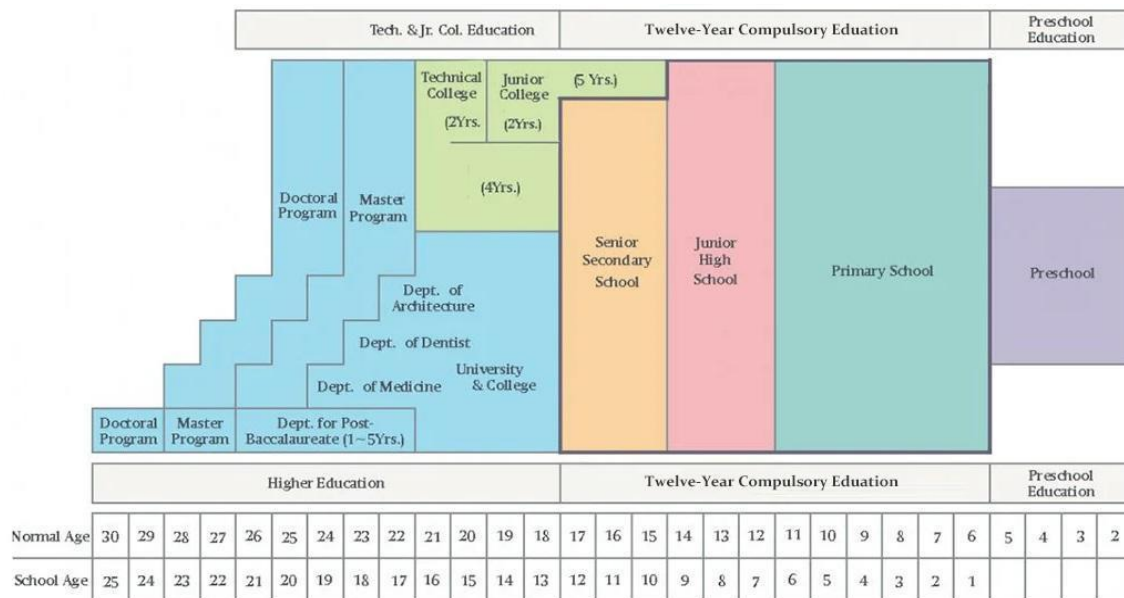 Tech. & Jr. Col. Education
Twelve-Year Compulsory Eduation
Preschool
Education
Technical
College
(2Yrs.
Junior
College
(2Yrs.)
(5 Yrs.)
(4Yrs.)
Doctoral
Program
Master
Program
Senior
Secondary
School
Junior
High
School
Primary School
Preschool
Dept. of
Architecture
Dept. of Dentist
Dept. of Medicine
University
& College
Doctoral
Program
Master
Program
Dept. for Post-
Baccalaureate (1~5Yrs.)
Higher Education
Twelve-Year Compulsory Eduation
Preschool
Education
Normal Age 30 29 28 27 26 25 24 23 22 21 20 19 18 17 16 15 14 13 12 11 10 9 8 7 6 5 4 3 2
School Age 25 24 23 22 21 20 19 18 17 16 15 14 13 12 11 10 9 8 7 6 5 4 3 2 1